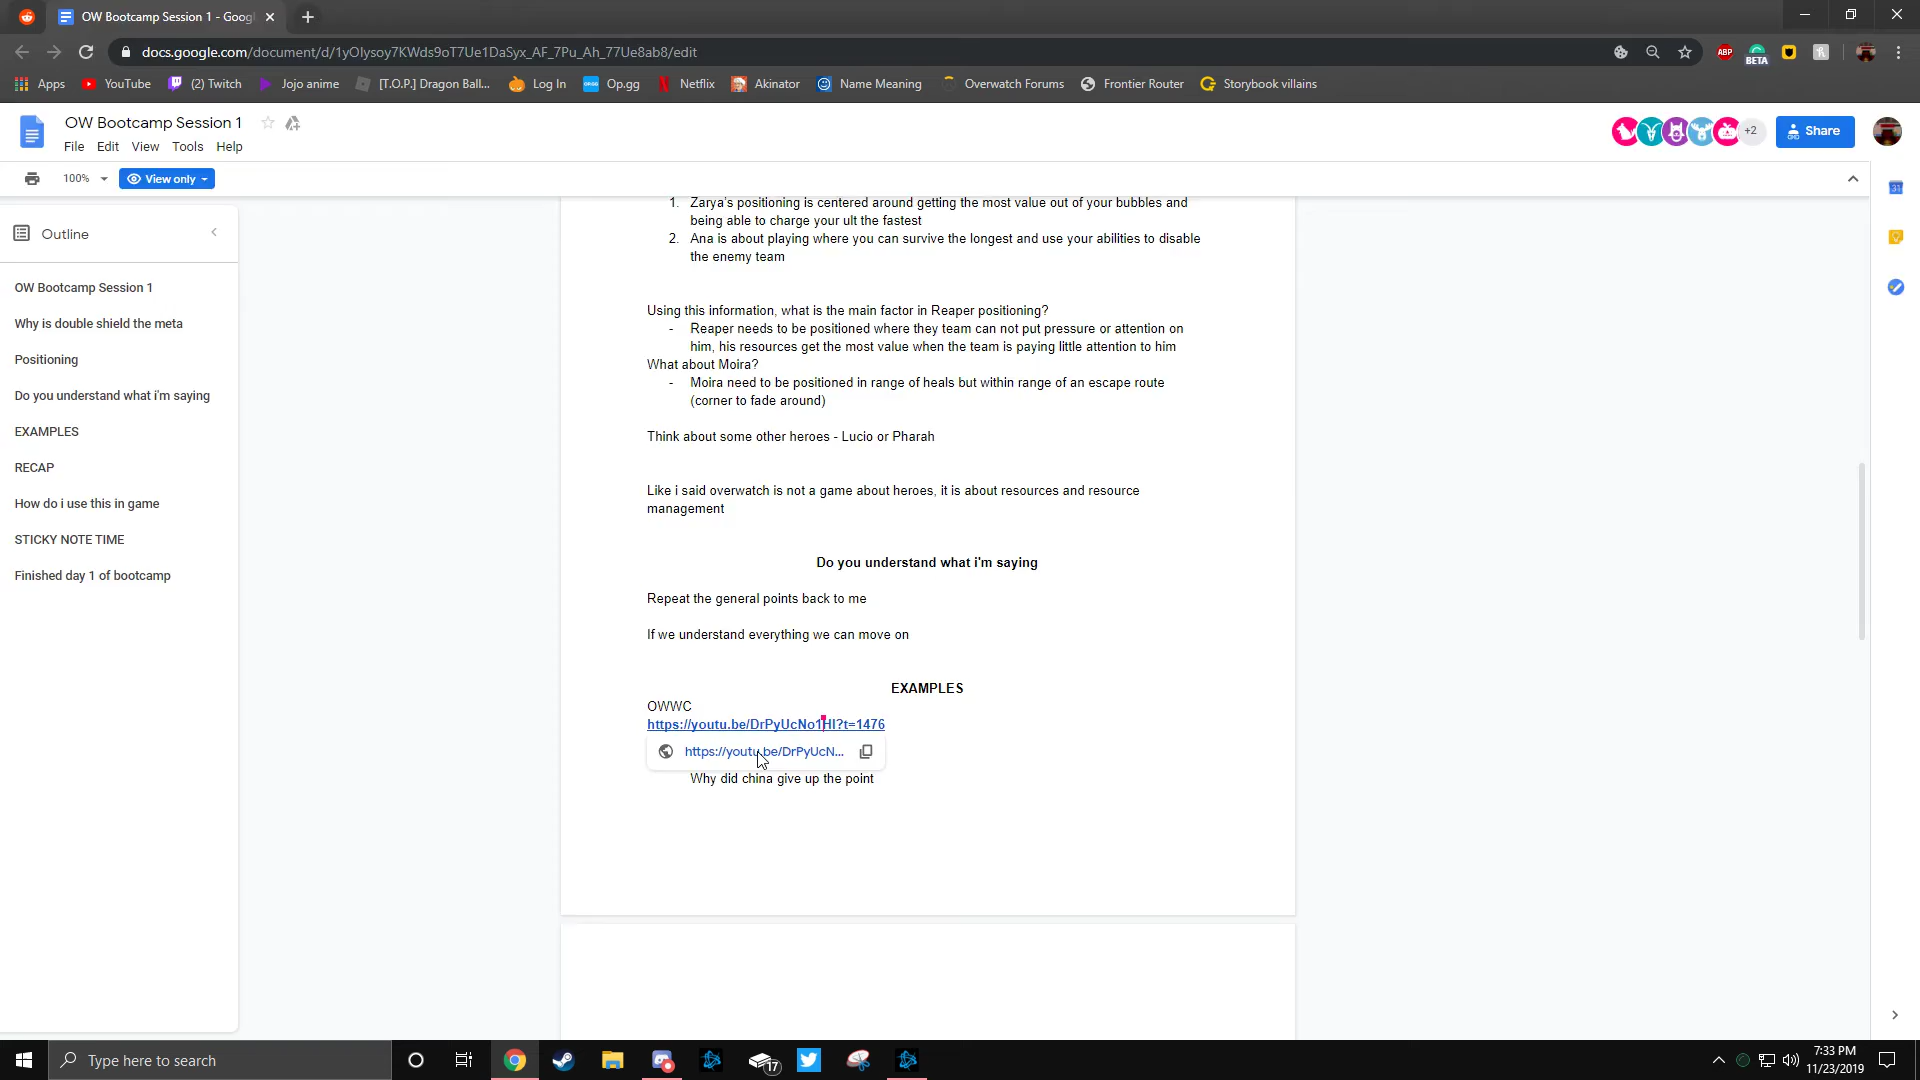 OW Bootcamp Session 1 - Goog
docs.google.com/document/d/1yOIysoy7KWds9oT7Ue1DaSyx_AF_7Pu_Ah_77Ue8ab8/edit
ABP
BETA
Apps
YouTube
(2) Twitch
Jojo anime
[T.O.P.] Dragon Ball...
Log In
Op.gg
Netflix
Akinator
Name Meaning
Overwatch Forums
Frontier Router
Storybook villains
OW Bootcamp Session 1
File
Edit
View
Tools
Help
+2
Share
100%
View only
31
Outline
OW Bootcamp Session 1
Why is double shield the meta
Positioning
Do you understand what i'm saying
EXAMPLES
RECAP
How do i use this in game
STICKY NOTE TIME
Finished day 1 of bootcamp
1. Zarya's positioning is centered around getting the most value out of your bubbles and
being able to charge your ult the fastest
2. Ana is about playing where you can survive the longest and use your abilities to disable
the enemy team
Using this information, what is the main factor in Reaper positioning?
- Reaper needs to be positioned where they team can not put pressure or attention on
him, his resources get the most value when the team is paying little attention to him
What about Moira?
- Moira need to be positioned in range of heals but within range of an escape route
(corner to fade around)
Think about some other heroes - Lucio or Pharah
Like i said overwatch is not a game about heroes, it is about resources and resource
management
Do you understand what i'm saying
Repeat the general points back to me
If we understand everything we can move on
EXAMPLES
OWWC
https://youtu.be/DrPyUcNo1HI?t=1476
https://youtu.be/DrPyUcN...
Why did china give up the point
Type here to search
17
7:33 PM
11/23/2019